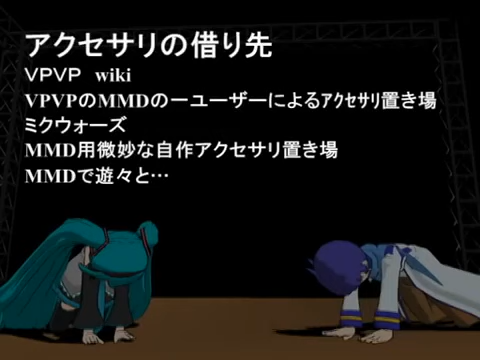 アクセサリの借り先
ＶＰＶＰ　wiki
VPVPのMMDの一ユーザーによるｱｸｾｻﾘ置き場
ミクウォーズ
MMD用微妙な自作アクセサリ置き場
MMDで遊々と…